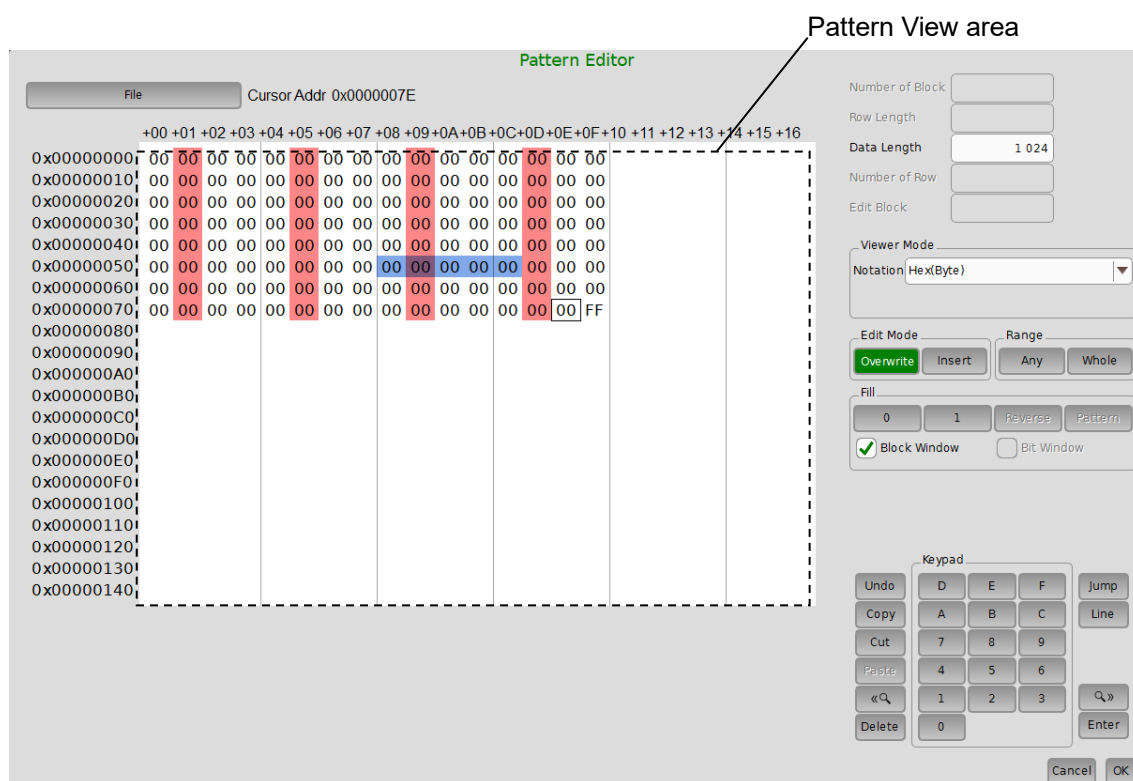 Pattern View area
Pattern Editor
File
Cursor Addr 0x0000007E
+00 +01 +02 +03 +04 +05 +06 +07 +08 +09 +0A +0B +0C +0D +0E +0F +10 +11 +12 +13 +14 +15 +16
0x00000000 00 00 00 00 00 00 00 00 00 00 00 00 00 00 00 00
0x00000010 00 00 00 00 00 00 00 00 00 00 00 00 00 00 00 00
0x00000020 00 00 00 00 00 00 00 00 00 00 00 00 00 00 00 00
0x00000030 00 00 00 00 00 00 00 00 00 00 00 00 00 00 00 00
0x00000040 00 00 00 00 00 00 00 00 00 00 00 00 00 00 00 00
0x00000050 00 00 00 00 00 00 00 00 00 00 00 00 00 00 00 00
0x00000060 00 00 00 00 00 00 00 00 00 00 00 00 00 00 00 00
0x00000070 00 00 00 00 00 00 00 00 00 00 00 00 00 00 00 FF
0x00000080
0x00000090
0x000000A0
0x000000B0
0x000000C0
0x000000D0
0x000000E0
0x000000F0
0x00000100
0x00000110
0x00000120
0x00000130
0x00000140
Number of Block
Row Length
Data Length 1 024
Number of Row
Edit Block
Viewer Mode
Notation Hex(Byte)
Edit Mode Range
Overwrite Insert Any Whole
Fill
0 1 Reverse Pattern
Block Window Bit Window
Keypad
Undo D E F Jump
Copy A B C Line
Cut 7 8 9
Paste 4 5 6
« 1 2 3 »
Delete 0 Enter
Cancel OK